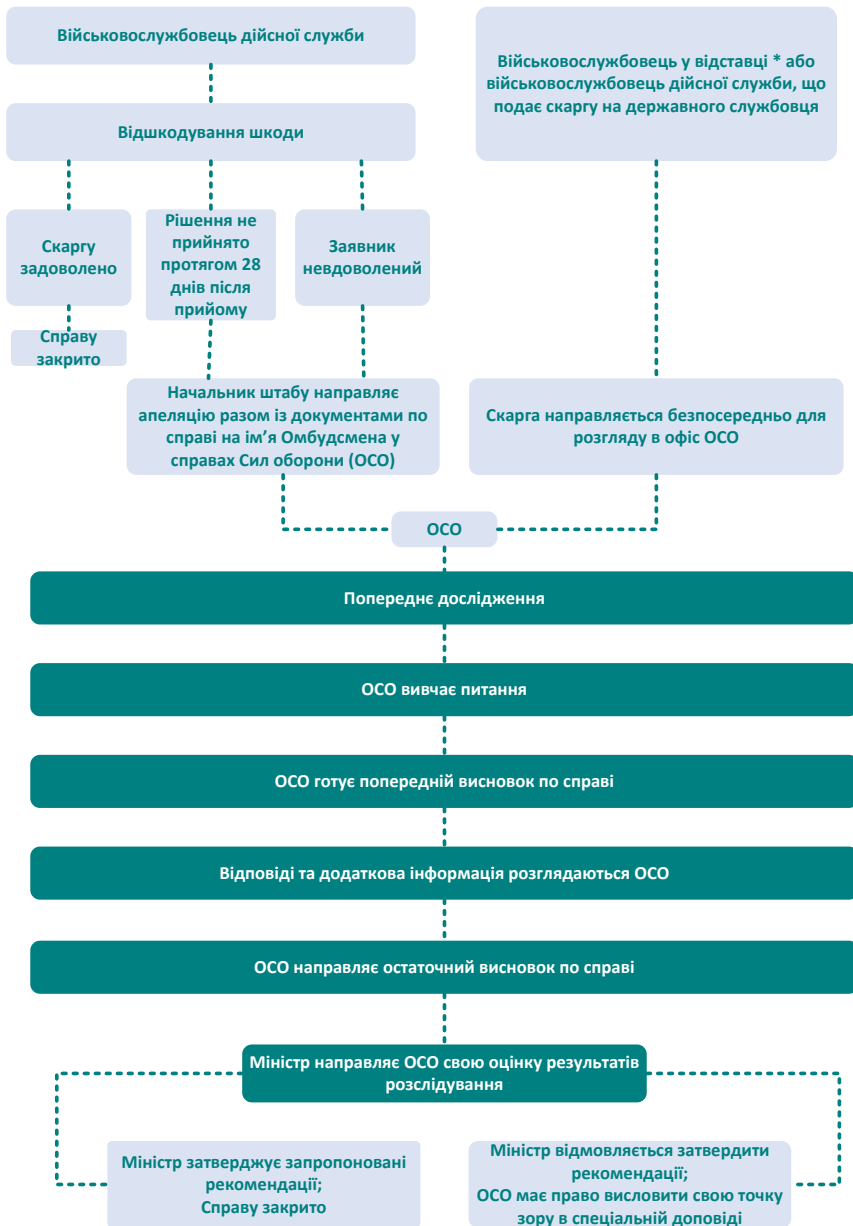 Військовослужбовець дійсної служби
Військовослужбовець у відставці * або
військовослужбовець дійсної служби, що
подає скаргу на державного службовця
Відшкодування шкоди
Скаргу
задоволено
Рішення не
прийнято
протягом 28
днів після
прийому
Заявник
невдоволений
Справу
закрито
Начальник штабу направляє
апеляцію разом із документами по
справі на ім’я Омбудсмена у
справах Сил оборони (ОСО)
Скарга направляється безпосередньо для
розгляду в офіс ОСО
ОСО
Попереднє дослідження
ОСО вивчає питання
ОСО готує попередній висновок по справі
Відповіді та додаткова інформація розглядаються ОСО
ОСО направляє остаточний висновок по справі
Міністр направляє ОСО свою оцінку результатів
розслідування
Міністр затверджує запропоновані
рекомендації;
Справу закрито
Міністр відмовляється затвердити
рекомендації;
ОСО має право висловити свою точку
зору в спеціальній доповіді